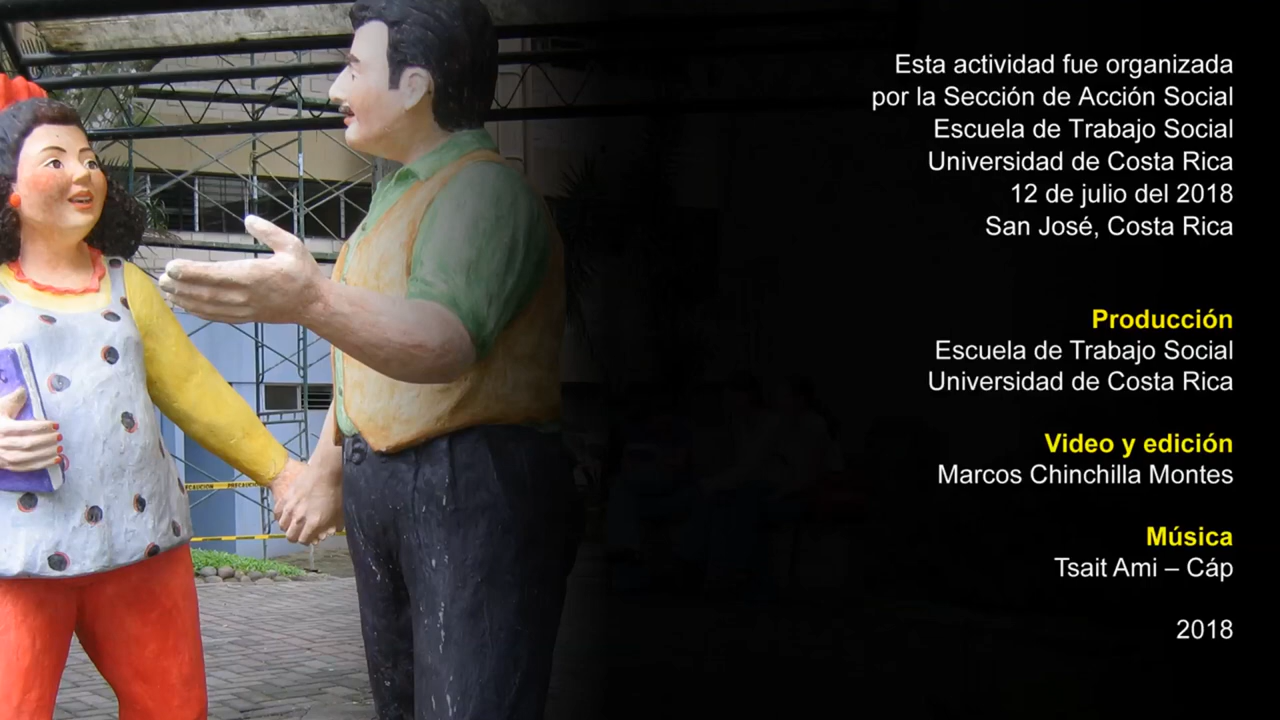 Esta actividad fue organizada
por la Sección de Acción Social
Escuela de Trabajo Social
Universidad de Costa Rica
12 de julio del 2018
San José, Costa Rica
Producción
Escuela de Trabajo Social
Universidad de Costa Rica
Video y edición
Marcos Chinchilla Montes
Música
Tsait Ami – Cáp
2018